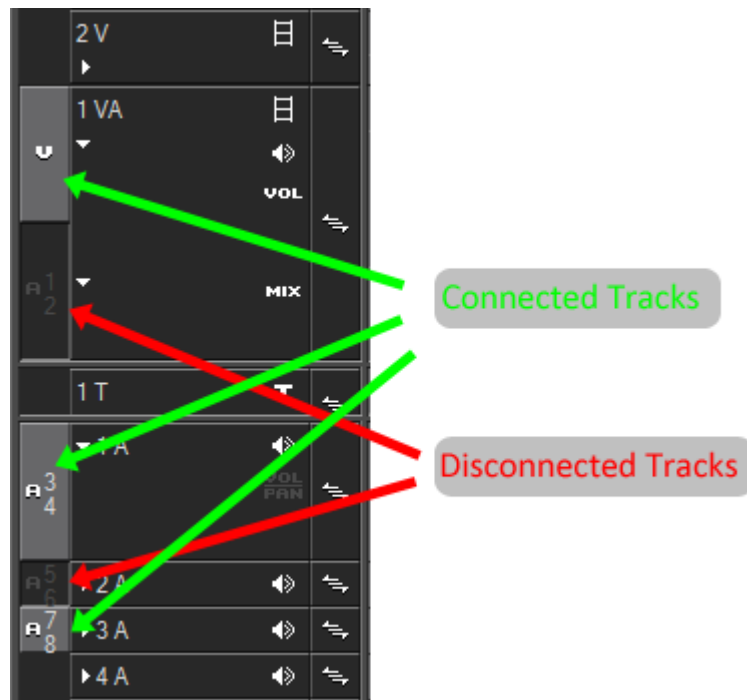 2 V
1 VA
V
VOL
A 1 2
MIX
Connected Tracks
1 T
T
1 A
A 3 4
VOL
PAN
Disconnected Tracks
A 5 6
2 A
A 7 8
3 A
4 A